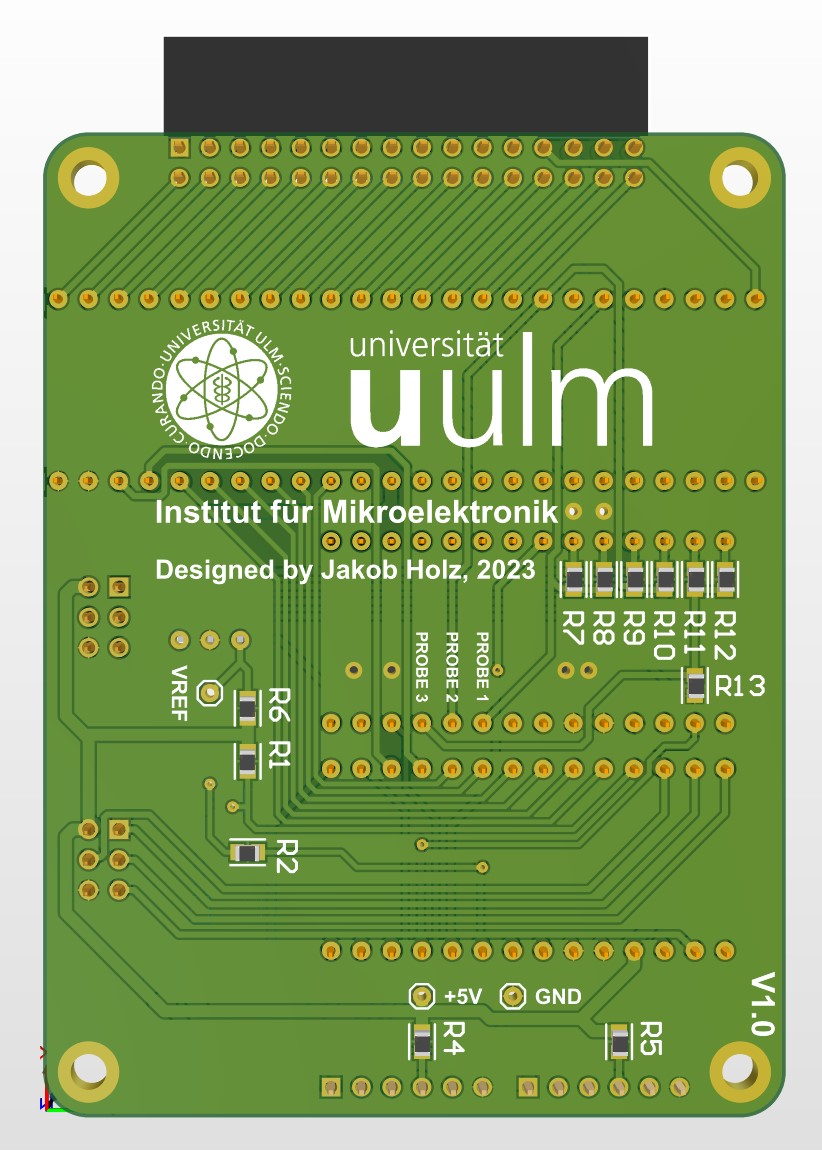 CURANDO·UNIVERSITÄT ULM·SCIENDO·DOCENDO·
universität
uulm
Institut für Mikroelektronik
Designed by Jakob Holz, 2023
R7
R8
R9
R10
R11
R12
PROBE 3
PROBE 2
PROBE 1
VREF
R6
R13
R1
R2
+5V
GND
V1.0
R4
R5